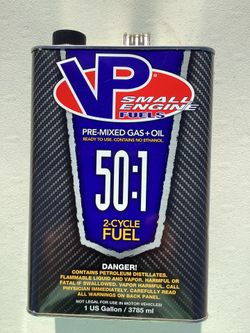 VP
SMALL
ENGINE
FUELS
PRE-MIXED GAS+OIL
READY TO USE. CONTAINS NO ETHANOL.
50:1
2-CYCLE
FUEL
DANGER!
CONTAINS PETROLEUM DISTILLATES.
FLAMMABLE LIQUID AND VAPOR. HARMFUL OR
FATAL IF SWALLOWED. VAPOR HARMFUL. CALL
PHYSICIAN IMMEDIATELY. CAREFULLY READ
ALL WARNINGS ON BACK PANEL.
NOT LEGAL FOR USE IN MOTOR VEHICLES!
1 US Gallon / 3785 ml